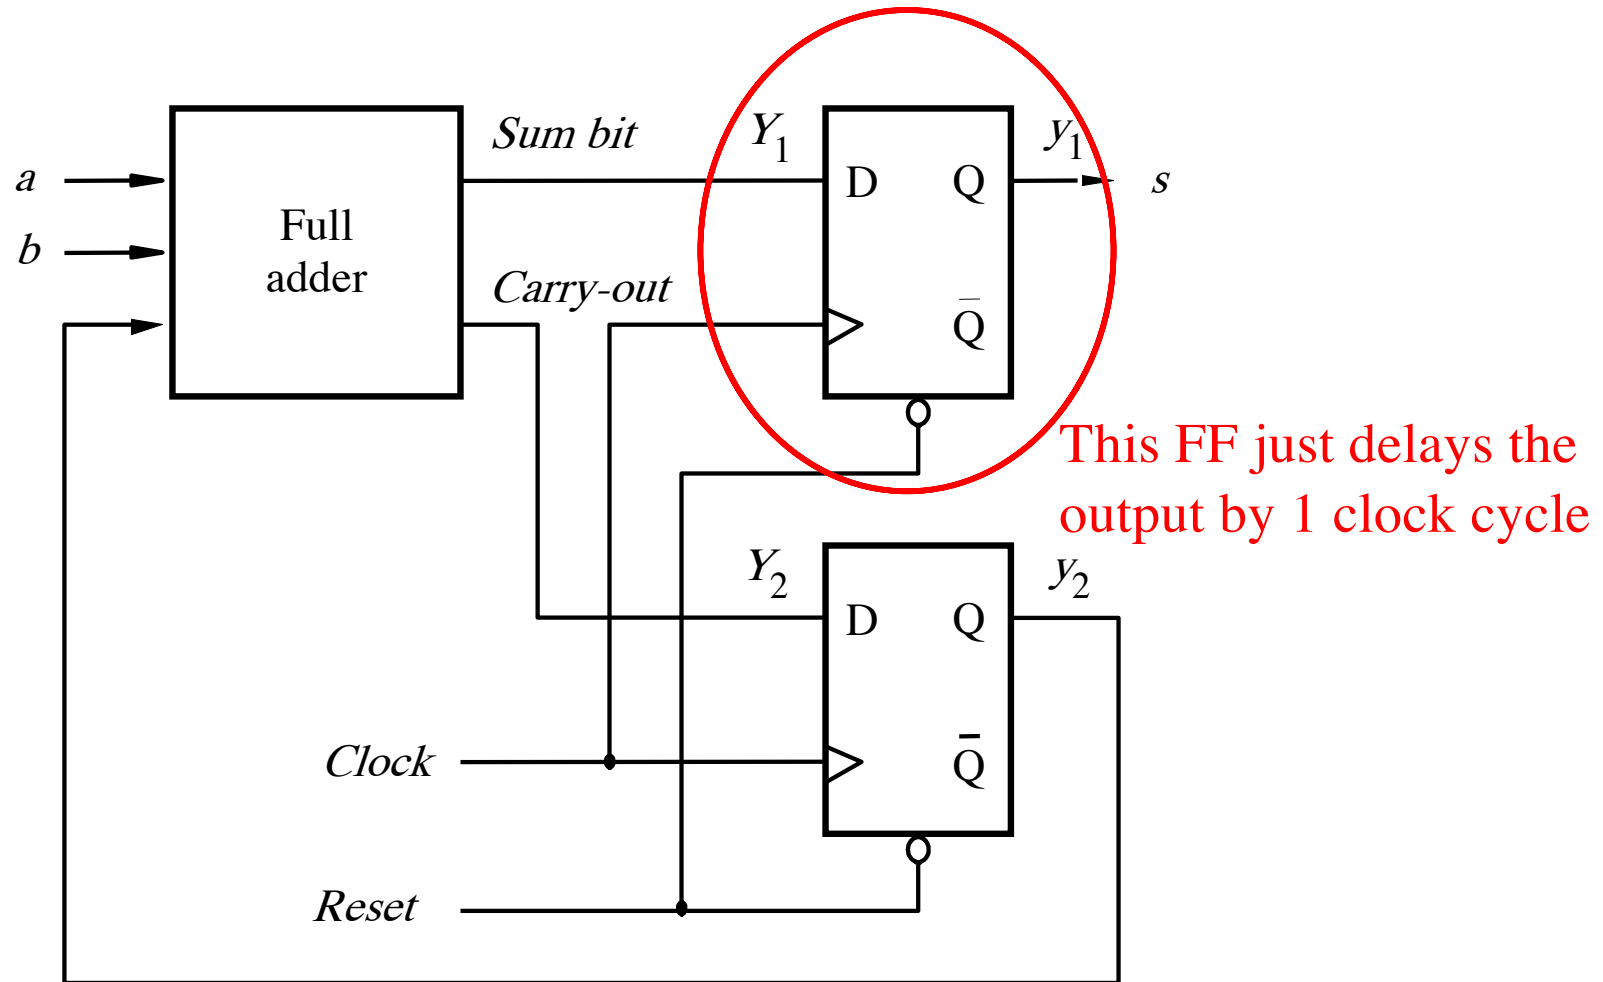 Sum bit
Y1
y1
a
D
Q
s
Full
b
adder
Carry-out
Q̅
This FF just delays the
output by 1 clock cycle
Y2
y2
D
Q
Clock
Q̅
Reset